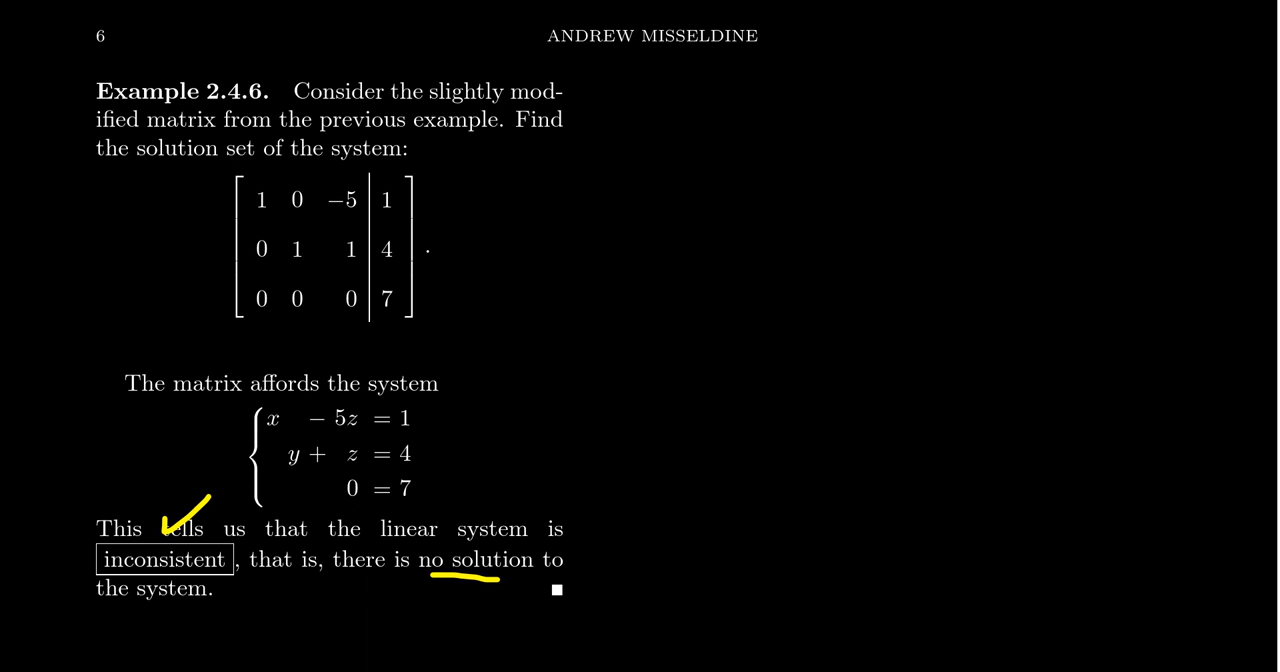 6 ANDREW MISSELDINE
Example 2.4.6. Consider the slightly mod-
ified matrix from the previous example. Find
the solution set of the system:
1 0 −5 1
0 1 1 4
0 0 0 7
.
The matrix affords the system
x − 5z = 1
y + z = 4
0 = 7
This tells us that the linear system is
inconsistent , that is, there is no solution to
the system. ■